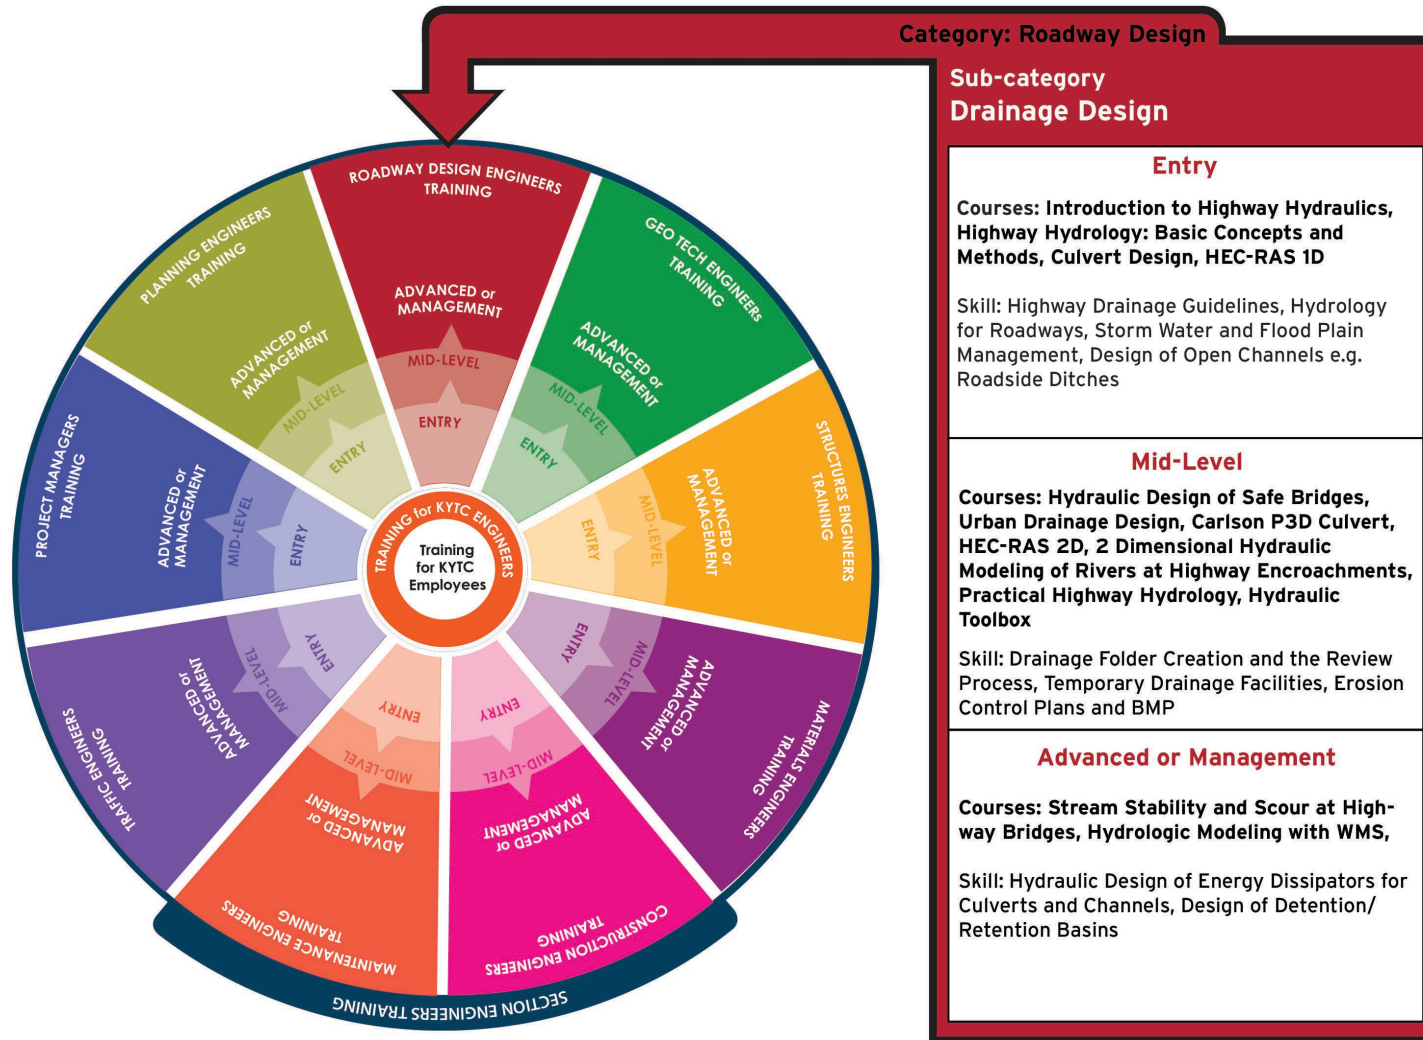 Category: Roadway Design
Sub-category
Drainage Design
Entry
Courses: Introduction to Highway Hydraulics,
Highway Hydrology: Basic Concepts and
Methods, Culvert Design, HEC-RAS 1D
Skill: Highway Drainage Guidelines, Hydrology
for Roadways, Storm Water and Flood Plain
Management, Design of Open Channels e.g.
Roadside Ditches
Mid-Level
Courses: Hydraulic Design of Safe Bridges,
Urban Drainage Design, Carlson P3D Culvert,
HEC-RAS 2D, 2 Dimensional Hydraulic
Modeling of Rivers at Highway Encroachments,
Practical Highway Hydrology, Hydraulic
Toolbox
Skill: Drainage Folder Creation and the Review
Process, Temporary Drainage Facilities, Erosion
Control Plans and BMP
Advanced or Management
Courses: Stream Stability and Scour at High-
way Bridges, Hydrologic Modeling with WMS,
Skill: Hydraulic Design of Energy Dissipators for
Culverts and Channels, Design of Detention/
Retention Basins
ROADWAY DESIGN ENGINEERS
TRAINING
ADVANCED or
MANAGEMENT
MID-LEVEL
ENTRY
GEO TECH ENGINEERs
TRAINING
ADVANCED or
MANAGEMENT
MID-LEVEL
ENTRY
STRUCTURES ENGINEERS
TRAINING
ADVANCED or
MANAGEMENT
MID-LEVEL
ENTRY
MATERIALS ENGINEERS
TRAINING
ADVANCED or
MANAGEMENT
MID-LEVEL
ENTRY
CONSTRUCTION ENGINEERS
TRAINING
ADVANCED or
MANAGEMENT
MID-LEVEL
ENTRY
MAINTENANCE ENGINEERS
TRAINING
ADVANCED or
MANAGEMENT
MID-LEVEL
ENTRY
SECTION ENGINEERS TRAINING
TRAFFIC ENGINEERS
TRAINING
ADVANCED or
MANAGEMENT
MID-LEVEL
ENTRY
PROJECT MANAGERS
TRAINING
ADVANCED or
MANAGEMENT
MID-LEVEL
ENTRY
PLANNING ENGINEERS
TRAINING
ADVANCED or
MANAGEMENT
MID-LEVEL
ENTRY
TRAINING for KYTC ENGINEERS
Training
for KYTC
Employees